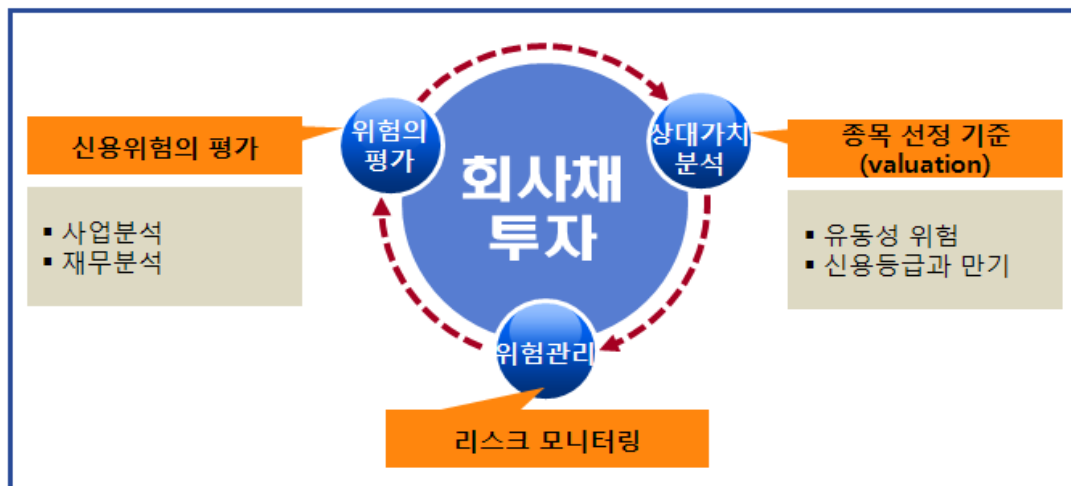 신용위험의 평가
▪ 사업분석
▪ 재무분석
위험의
평가
회사채
투자
상대가치
분석
종목 선정 기준
(valuation)
▪ 유동성 위험
▪ 신용등급과 만기
위험관리
리스크 모니터링